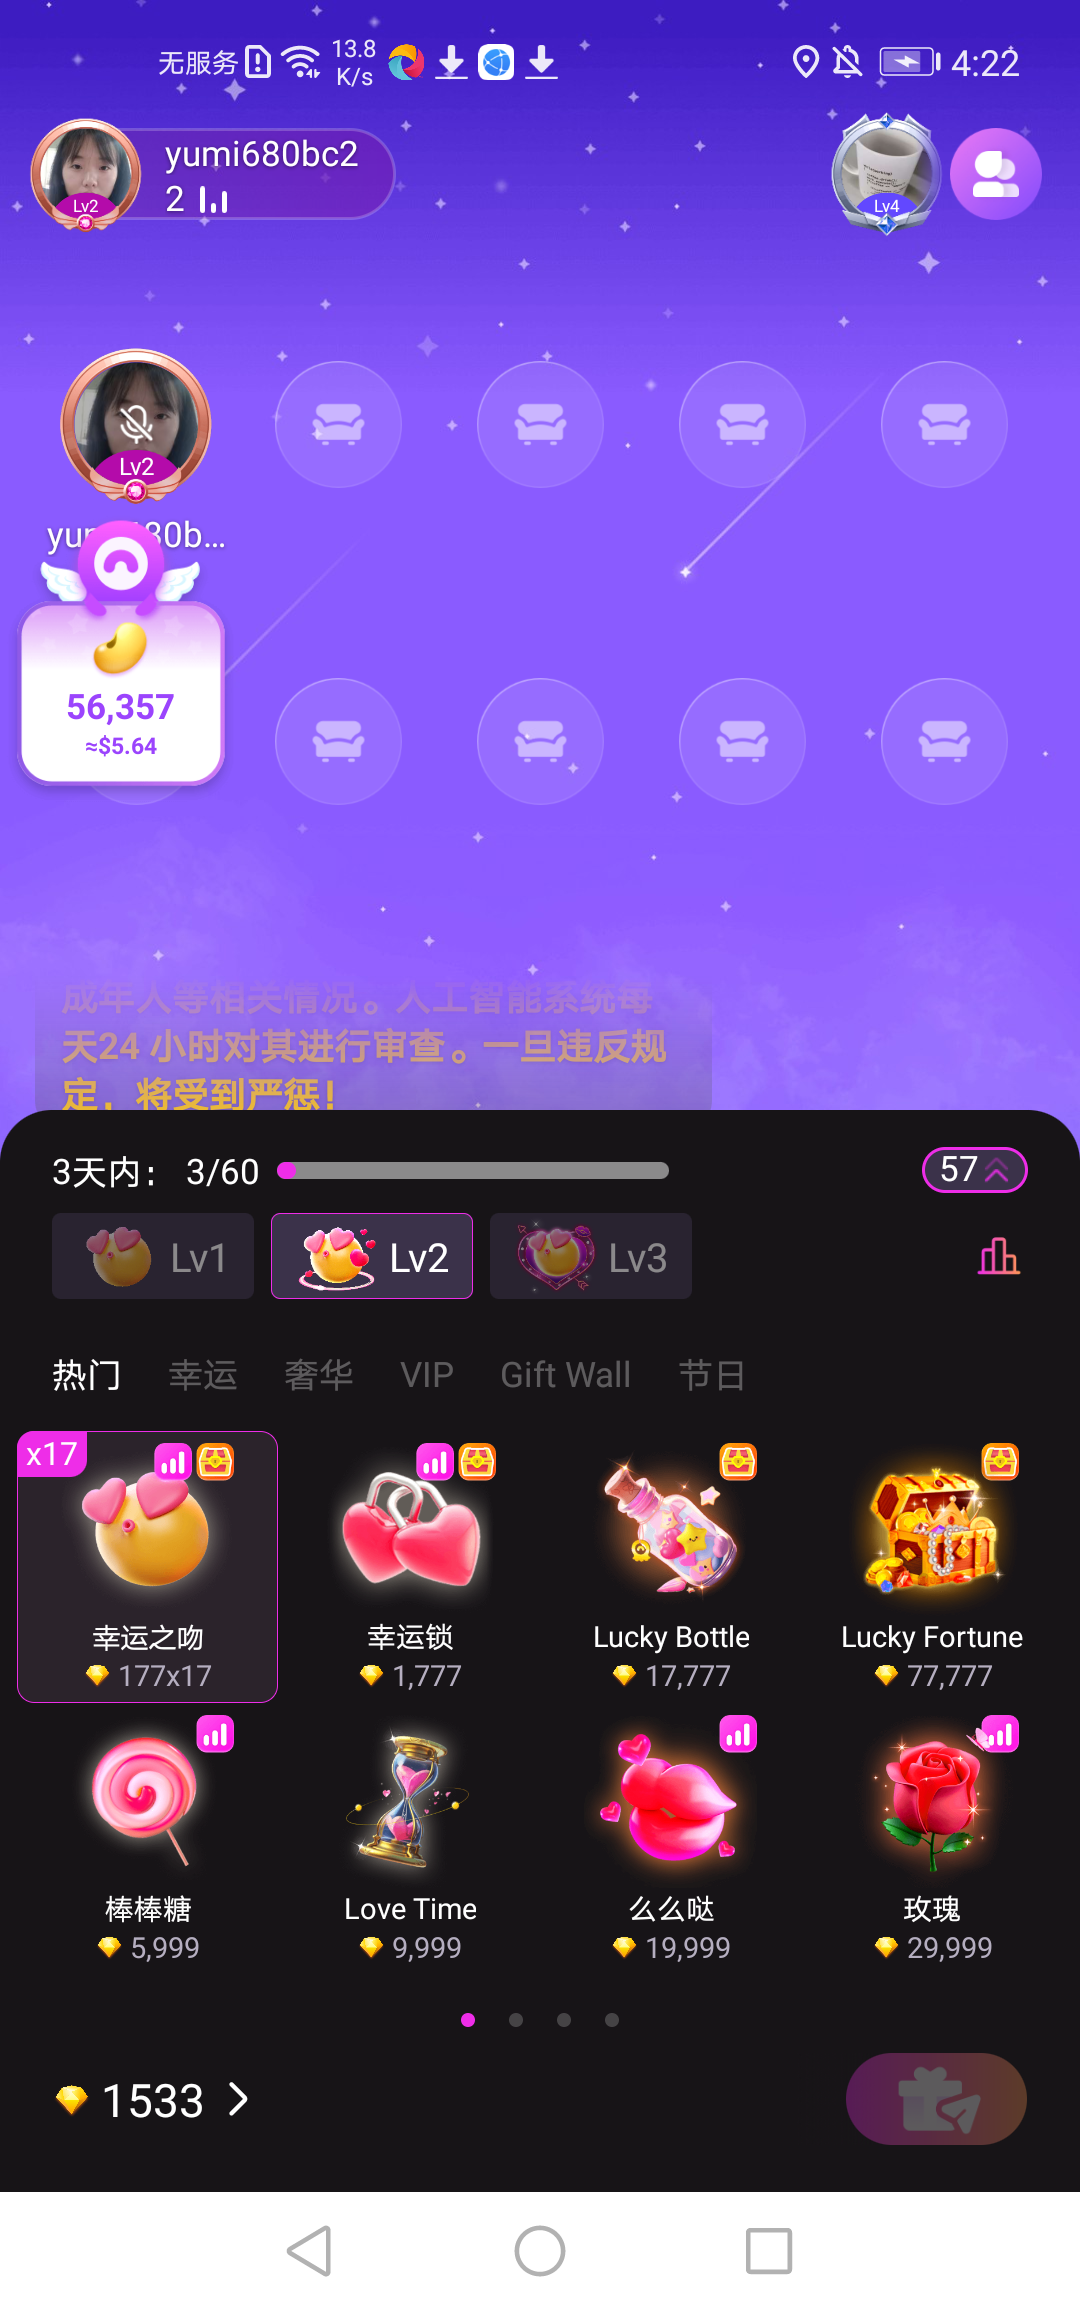 无服务
13.8
K/s
4:22
yumi680bc2
2
Lv2
Lv4
Lv2
56,357
≈$5.64
成年人等相关情况。人工智能系统每
天24 小时对其进行审查。一旦违反规
定，将受到严惩！
3天内： 3/60
57
Lv1
Lv2
Lv3
热门 幸运 奢华 VIP Gift Wall 节日
x17
幸运之吻
177x17
幸运锁
1,777
Lucky Bottle
17,777
Lucky Fortune
77,777
棒棒糖
5,999
Love Time
9,999
么么哒
19,999
玫瑰
29,999
1533